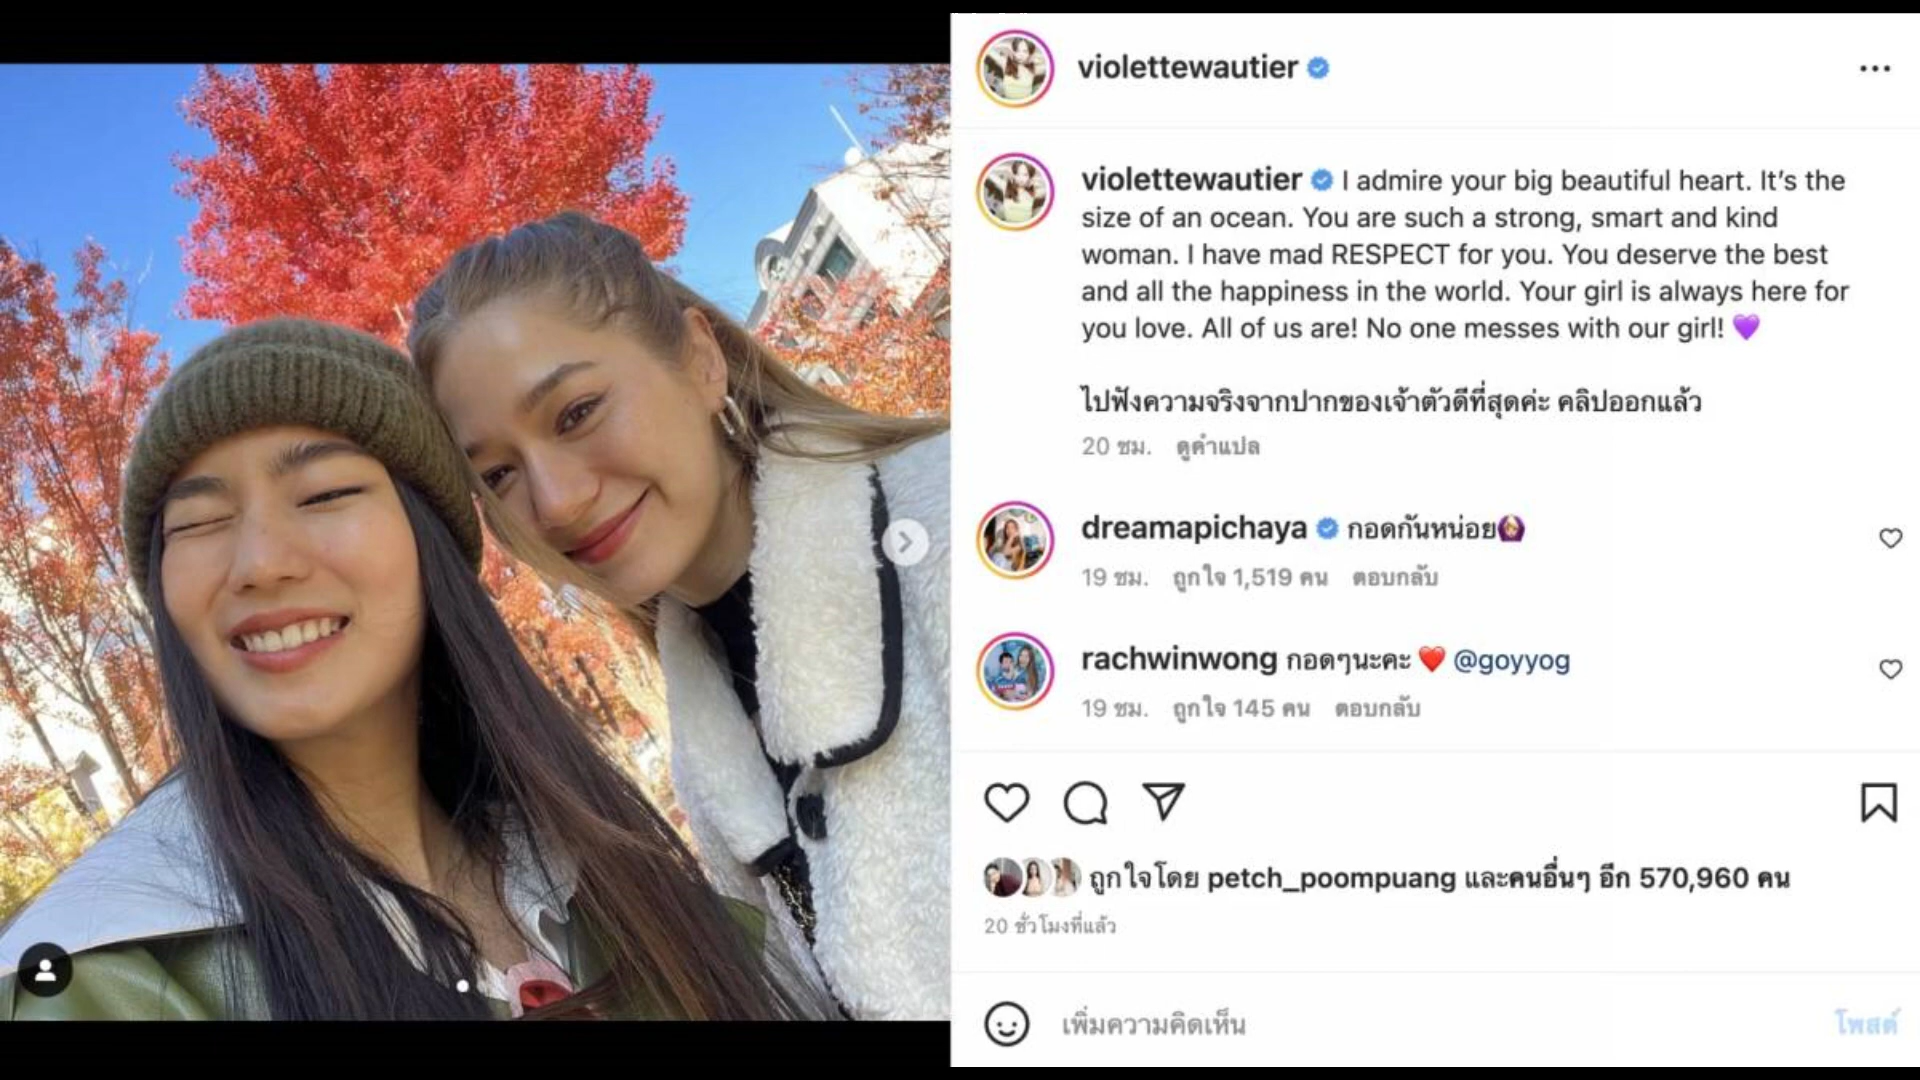 violettewautier
violettewautier I admire your big beautiful heart. It’s the
size of an ocean. You are such a strong, smart and kind
woman. I have mad RESPECT for you. You deserve the best
and all the happiness in the world. Your girl is always here for
you love. All of us are! No one messes with our girl! 💜
ไปฟังความจริงจากปากของเจ้าตัวดีที่สุดค่ะ คลิปออกแล้ว
20 ชม. ดูคำแปล
dreamapichaya กอดกันหน่อย🙆🏼‍♀️
19 ชม. ถูกใจ 1,519 คน ตอบกลับ
rachwinwong กอดๆนะคะ ❤️ @goyyog
19 ชม. ถูกใจ 145 คน ตอบกลับ
ถูกใจโดย petch_poompuang และคนอื่นๆ อีก 570,960 คน
20 ชั่วโมงที่แล้ว
เพิ่มความคิดเห็น
โพสต์